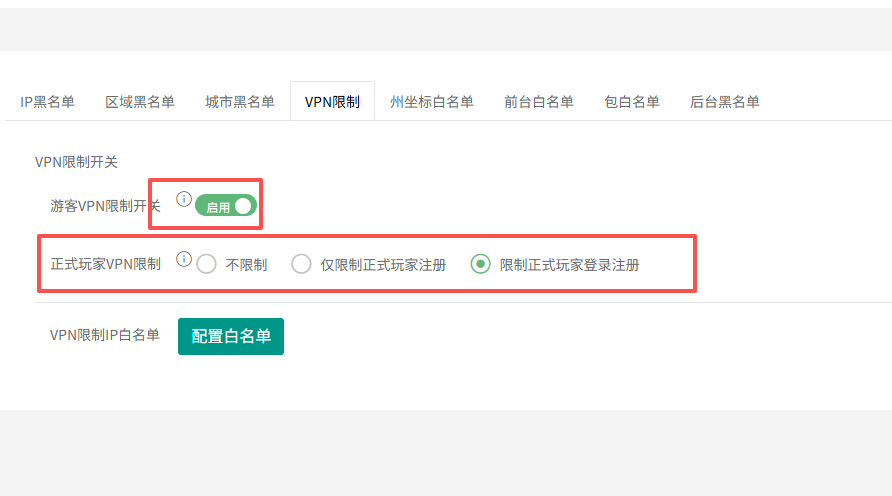 IP黑名单 区域黑名单 城市黑名单 VPN限制 州坐标白名单 前台白名单 包白名单 后台黑名单
VPN限制开关
游客VPN限制开关 启用
正式玩家VPN限制 不限制 仅限制正式玩家注册 限制正式玩家登录注册
VPN限制IP白名单 配置白名单